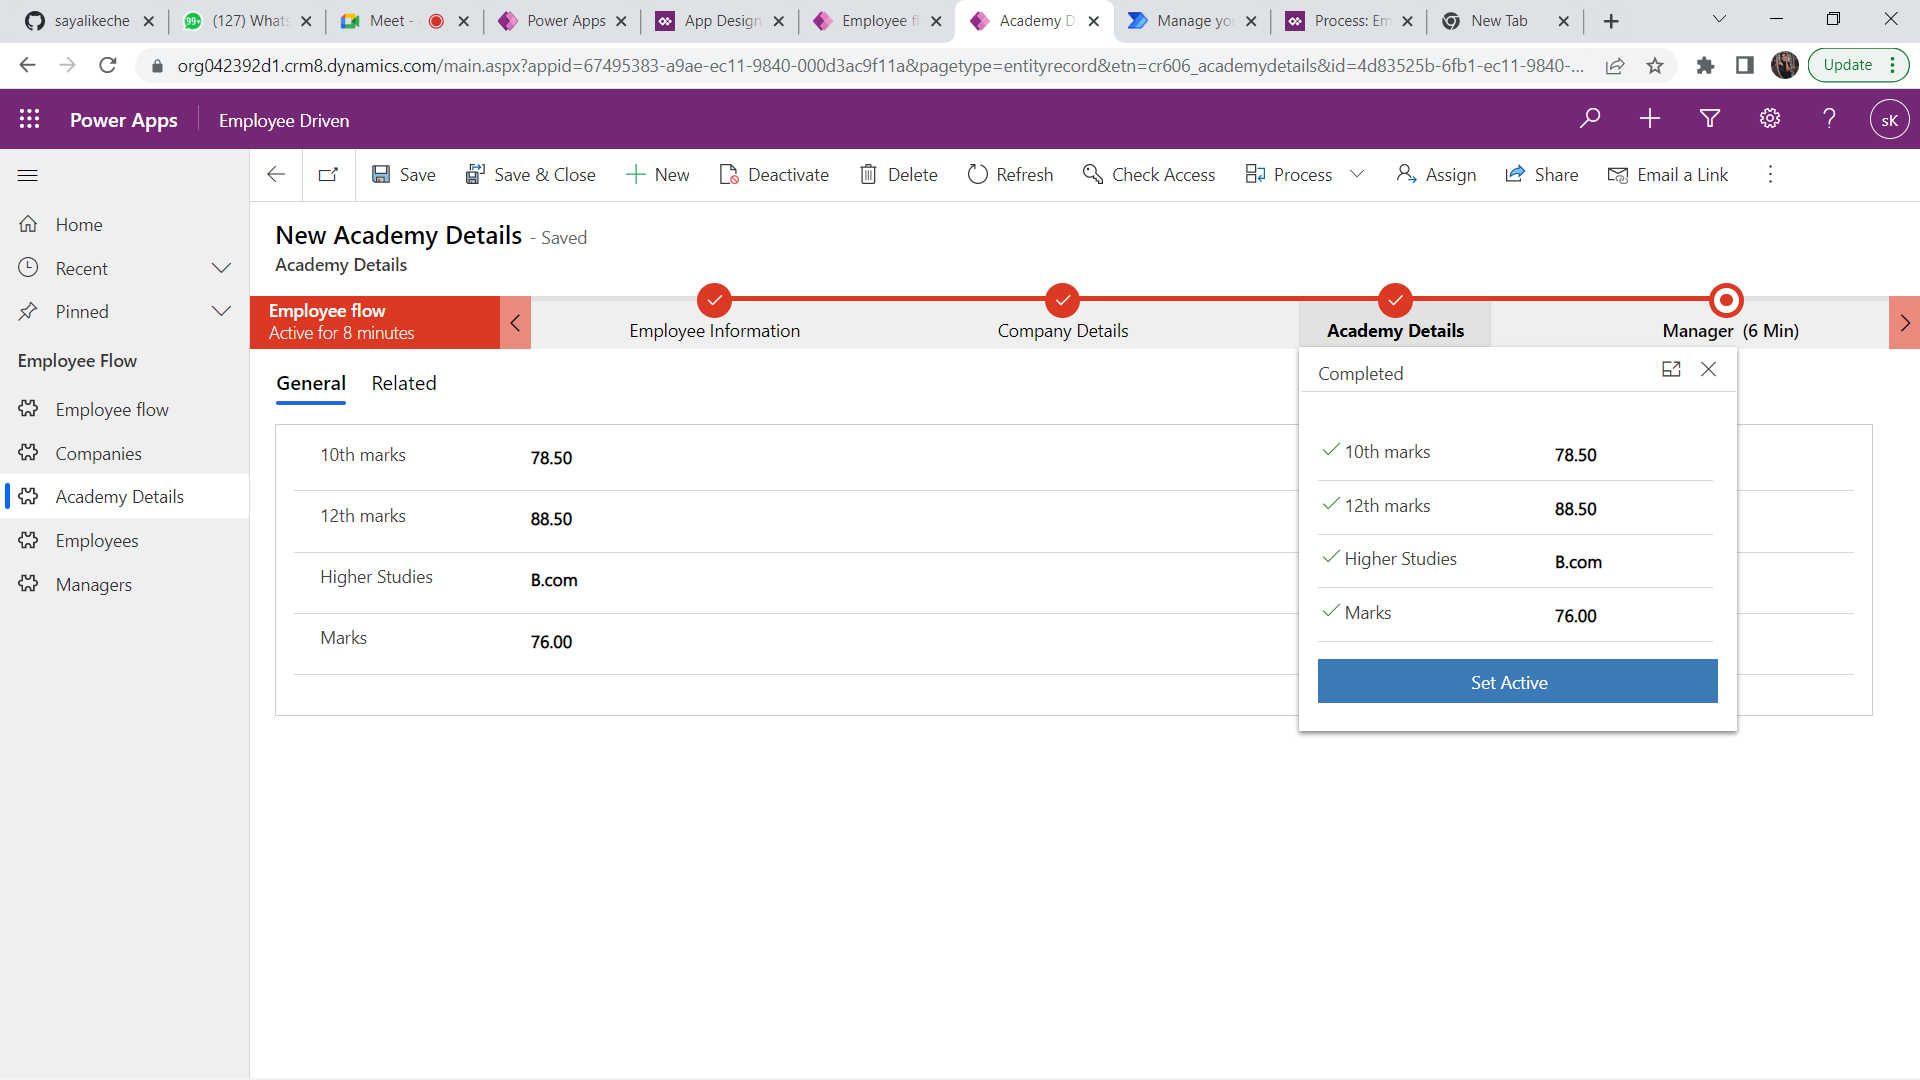 sayalikeche
(127) Whats
Meet -
Power Apps
App Design
Employee fl
Academy D
Manage you
Process: Em
New Tab
org042392d1.crm8.dynamics.com/main.aspx?appid=67495383-a9ae-ec11-9840-000d3ac9f11a&pagetype=entityrecord&etn=cr606_academydetails&id=4d83525b-6fb1-ec11-9840-...
Update
Power Apps
Employee Driven
sK
Save
Save & Close
New
Deactivate
Delete
Refresh
Check Access
Process
Assign
Share
Email a Link
Home
Recent
Pinned
Employee Flow
Employee flow
Companies
Academy Details
Employees
Managers
New Academy Details - Saved
Academy Details
Employee flow
Active for 8 minutes
Employee Information
Company Details
Academy Details
Manager (6 Min)
General
Related
10th marks 78.50
12th marks 88.50
Higher Studies B.com
Marks 76.00
Completed
10th marks 78.50
12th marks 88.50
Higher Studies B.com
Marks 76.00
Set Active